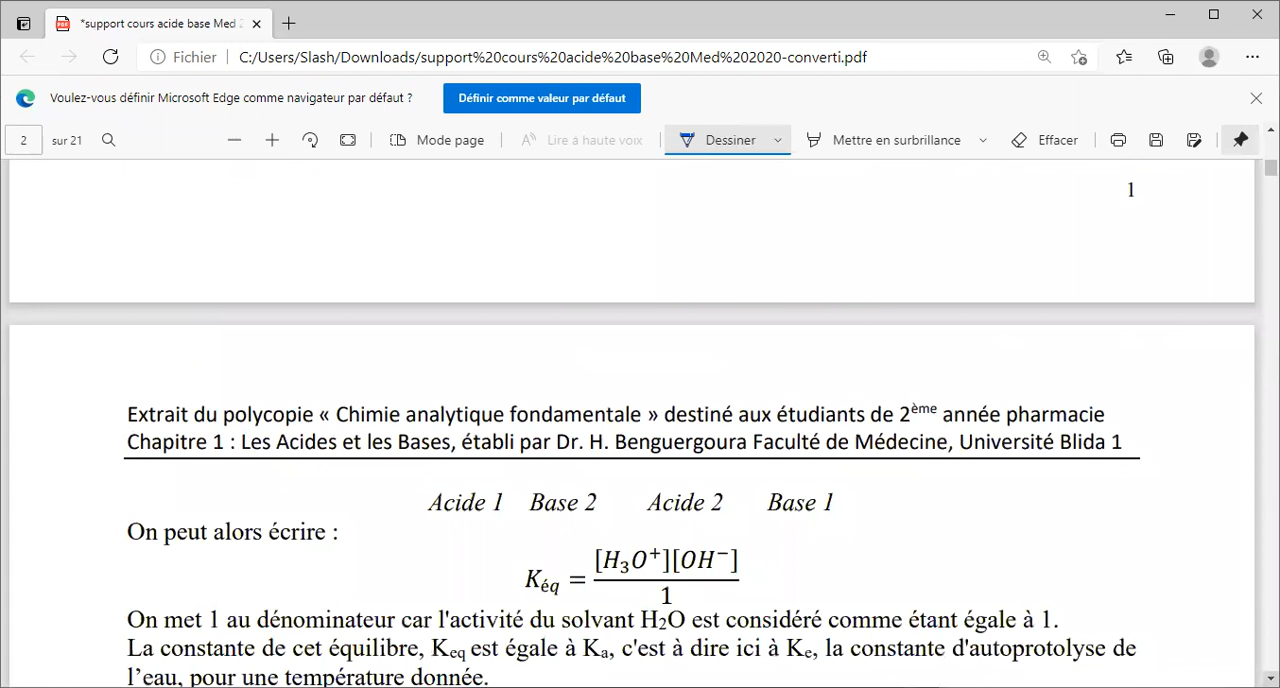 *support cours acide base Med 2
Fichier C:/Users/Slash/Downloads/support%20cours%20acide%20base%20Med%202020-converti.pdf
Voulez-vous définir Microsoft Edge comme navigateur par défaut ? Définir comme valeur par défaut
2 sur 21 Mode page Lire à haute voix Dessiner Mettre en surbrillance Effacer
1
Extrait du polycopie « Chimie analytique fondamentale » destiné aux étudiants de 2ème année pharmacie
Chapitre 1 : Les Acides et les Bases, établi par Dr. H. Benguergoura Faculté de Médecine, Université Blida 1
Acide 1 Base 2 Acide 2 Base 1
On peut alors écrire :
K_éq = [H₃O⁺][OH⁻] / 1
On met 1 au dénominateur car l'activité du solvant H₂O est considéré comme étant égale à 1.
La constante de cet équilibre, Keq est égale à Ka, c'est à dire ici à Ke, la constante d'autoprotolyse de
l’eau, pour une température donnée.